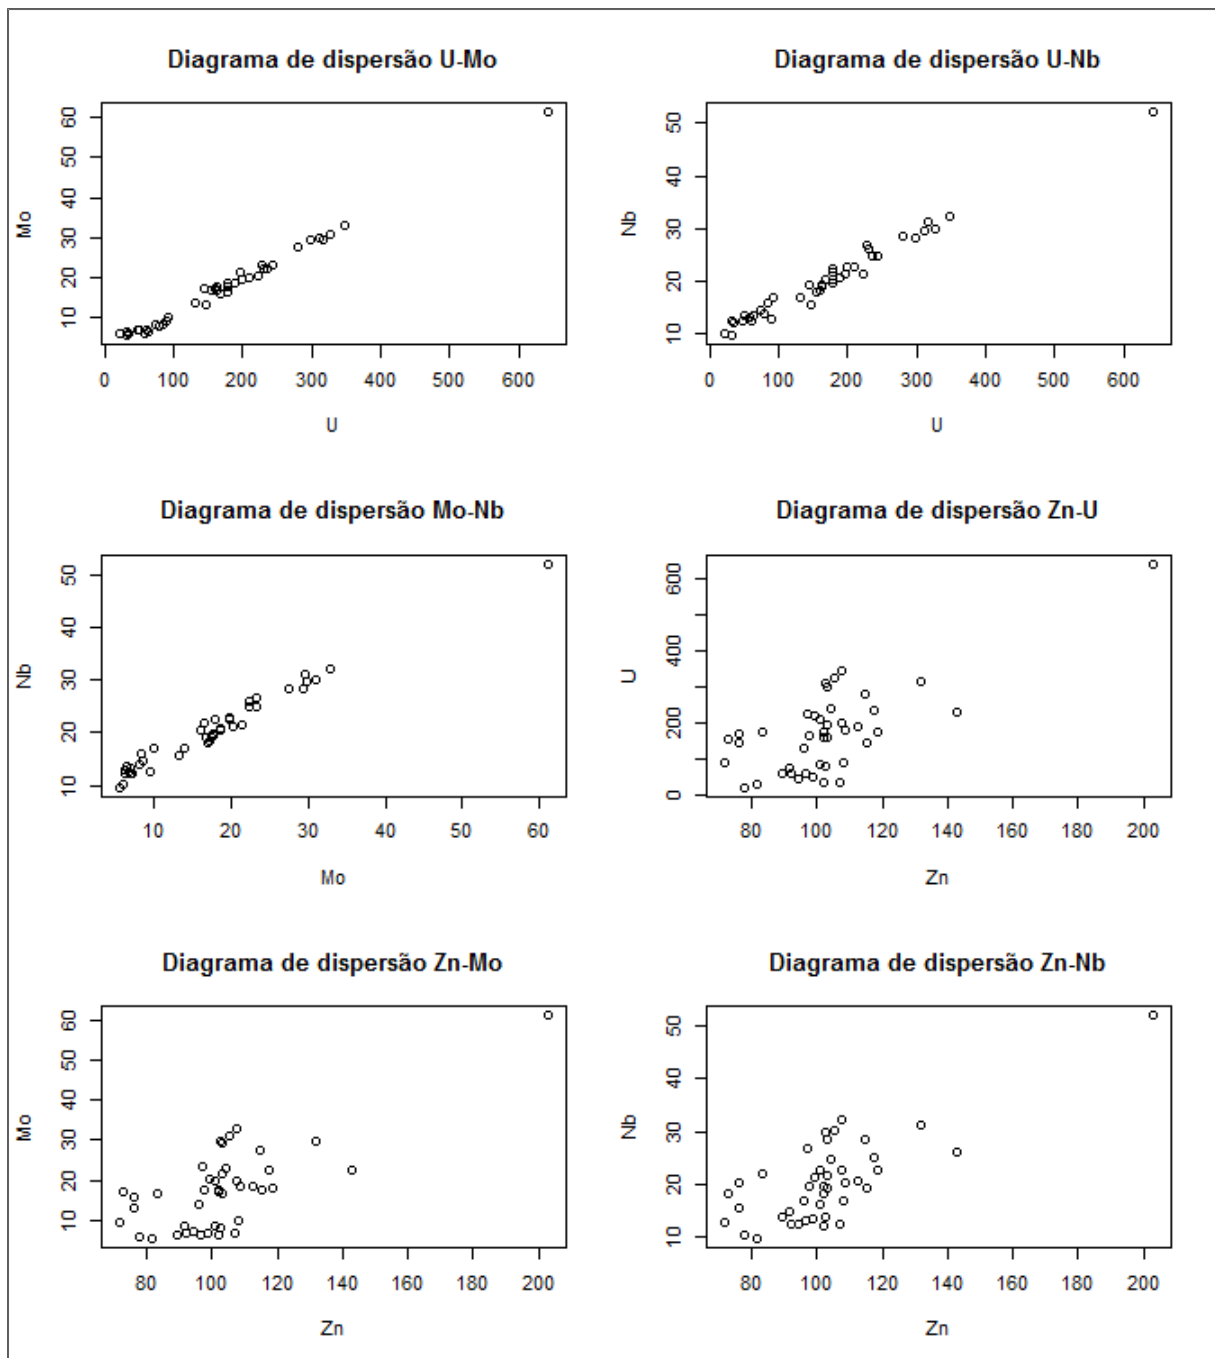 Diagrama de dispersão U-Mo
Mo
60
50
40
30
20
10
0 100 200 300 400 500 600
U
Diagrama de dispersão U-Nb
Nb
50
40
30
20
10
0 100 200 300 400 500 600
U
Diagrama de dispersão Mo-Nb
Nb
50
40
30
20
10
10 20 30 40 50 60
Mo
Diagrama de dispersão Zn-U
U
600
400
200
0
80 100 120 140 160 180 200
Zn
Diagrama de dispersão Zn-Mo
Mo
60
50
40
30
20
10
80 100 120 140 160 180 200
Zn
Diagrama de dispersão Zn-Nb
Nb
50
40
30
20
10
80 100 120 140 160 180 200
Zn